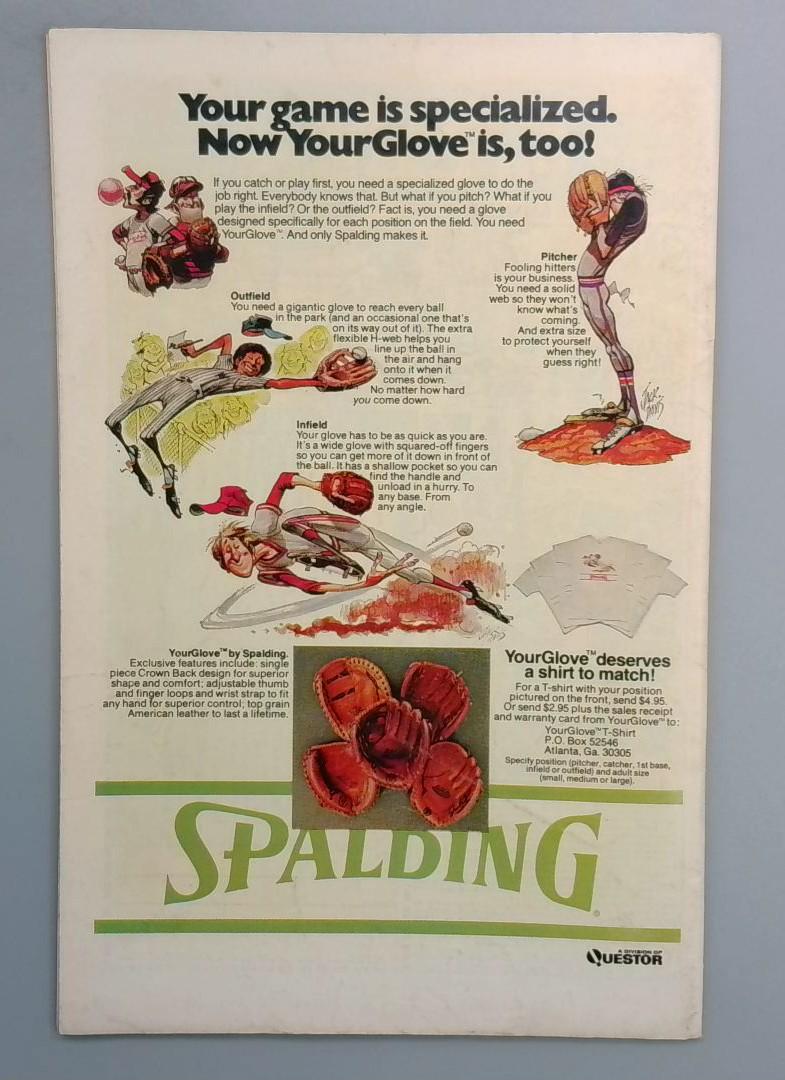 Your game is specialized.
Now YourGlove™ is, too!
If you catch or play first, you need a specialized glove to do the
job right. Everybody knows that. But what if you pitch? What if you
play the infield? Or the outfield? Fact is, you need a glove
designed specifically for each position on the field. You need
YourGlove™. And only Spalding makes it.
Pitcher
Fooling hitters
is your business.
You need a solid
web so they won't
know what's
coming.
And extra size
to protect yourself
when they
guess right!
JACK
DAVIS
Outfield
You need a gigantic glove to reach every ball
in the park (and an occasional one that's
on its way out of it). The extra
flexible H-web helps you
line up the ball in
the air and hang
onto it when it
comes down.
No matter how hard
you come down.
Infield
Your glove has to be as quick as you are.
It's a wide glove with squared-off fingers
so you can get more of it down in front of
the ball. It has a shallow pocket so you can
find the handle and
unload in a hurry. To
any base. From
any angle.
YourGlove™ by Spalding.
Exclusive features include: single
piece Crown Back design for superior
shape and comfort; adjustable thumb
and finger loops and wrist strap to fit
any hand for superior control; top grain
American leather to last a lifetime.
YourGlove™ deserves
a shirt to match!
For a T-shirt with your position
pictured on the front, send $4.95.
Or send $2.95 plus the sales receipt
and warranty card from YourGlove™ to:
YourGlove™ T-Shirt
P.O. Box 52546
Atlanta, Ga. 30305
Specify position (pitcher, catcher, 1st base,
infield or outfield) and adult size
(small, medium or large).
SPALDING®
A DIVISION OF
QUESTOR